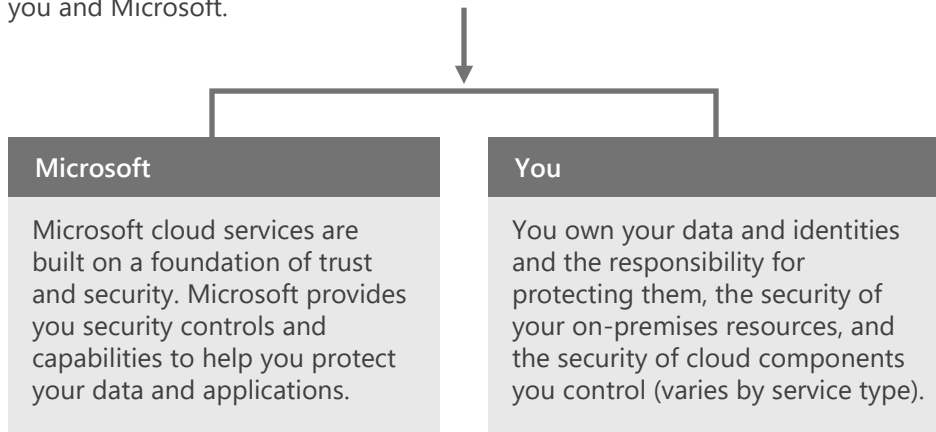 you and Microsoft.
Microsoft
Microsoft cloud services are
built on a foundation of trust
and security. Microsoft provides
you security controls and
capabilities to help you protect
your data and applications.
You
You own your data and identities
and the responsibility for
protecting them, the security of
your on-premises resources, and
the security of cloud components
you control (varies by service type).